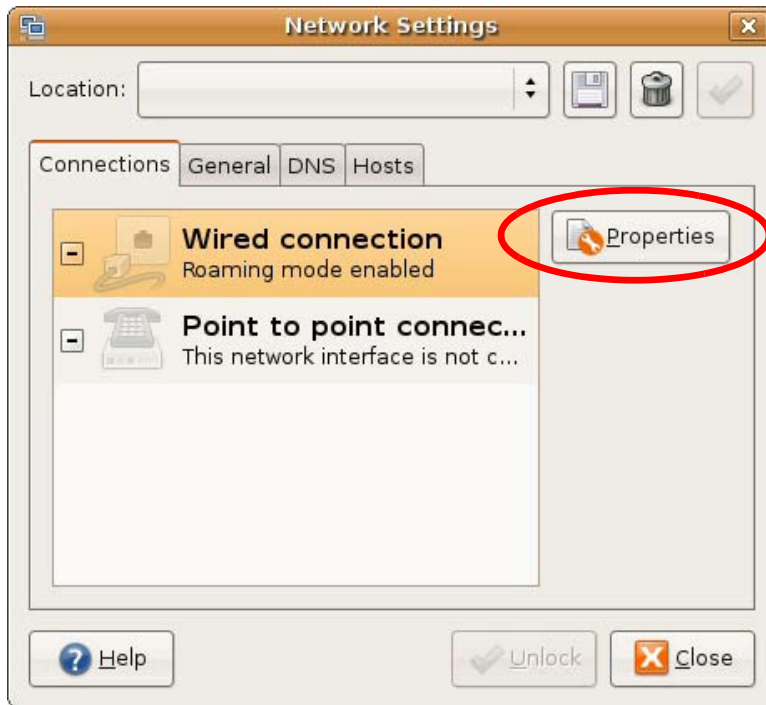 Network Settings
Location:
Connections General DNS Hosts
Wired connection
Roaming mode enabled
Properties
Point to point connec...
This network interface is not c...
Help
Unlock
Close